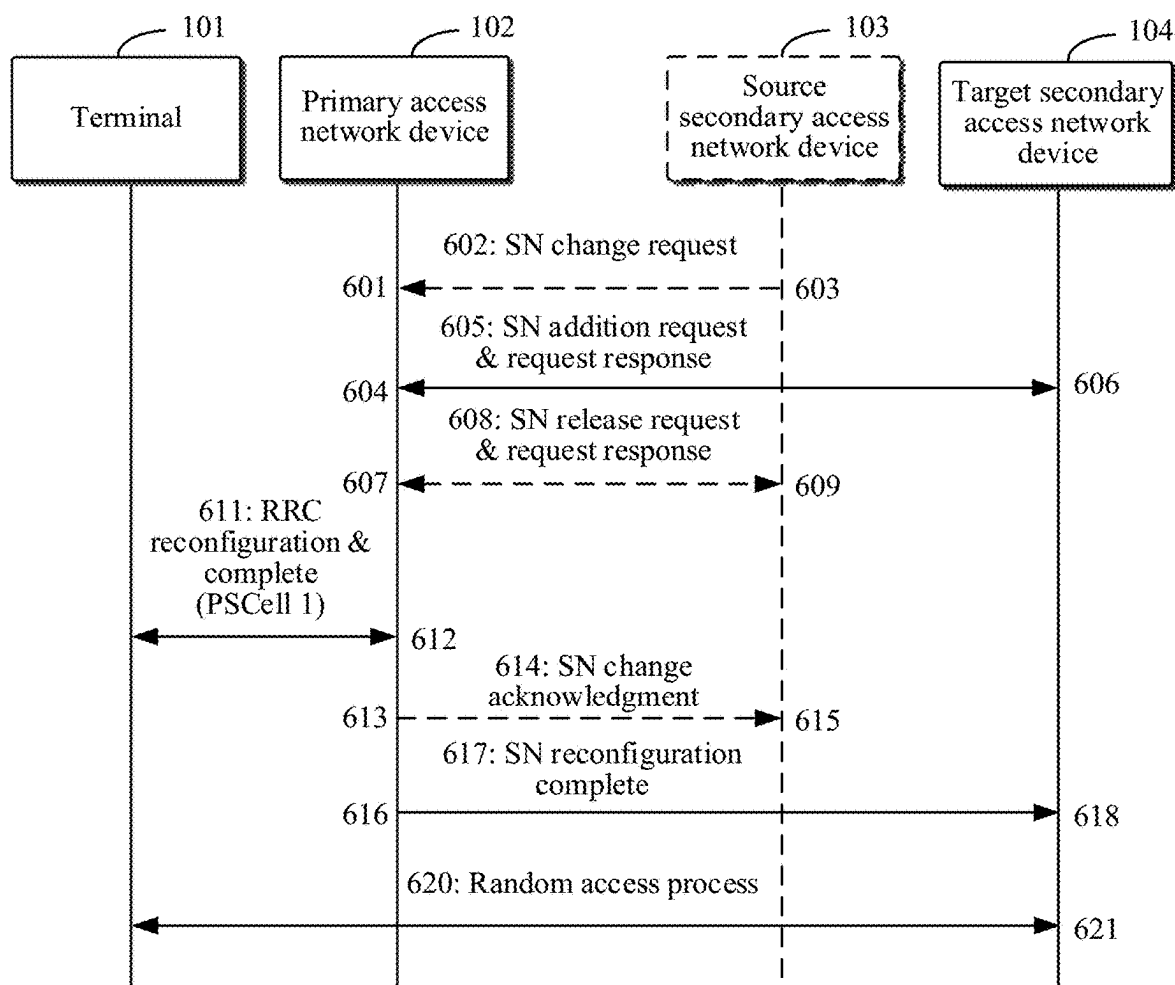 101
102
103
104
Terminal
Primary access
network device
Source
secondary access
network device
Target secondary
access network
device
602: SN change request
601
603
605: SN addition request
& request response
604
606
608: SN release request
& request response
607
609
611: RRC
reconfiguration &
complete
(PSCell 1)
612
614: SN change
acknowledgment
613
615
617: SN reconfiguration
complete
616
618
620: Random access process
621